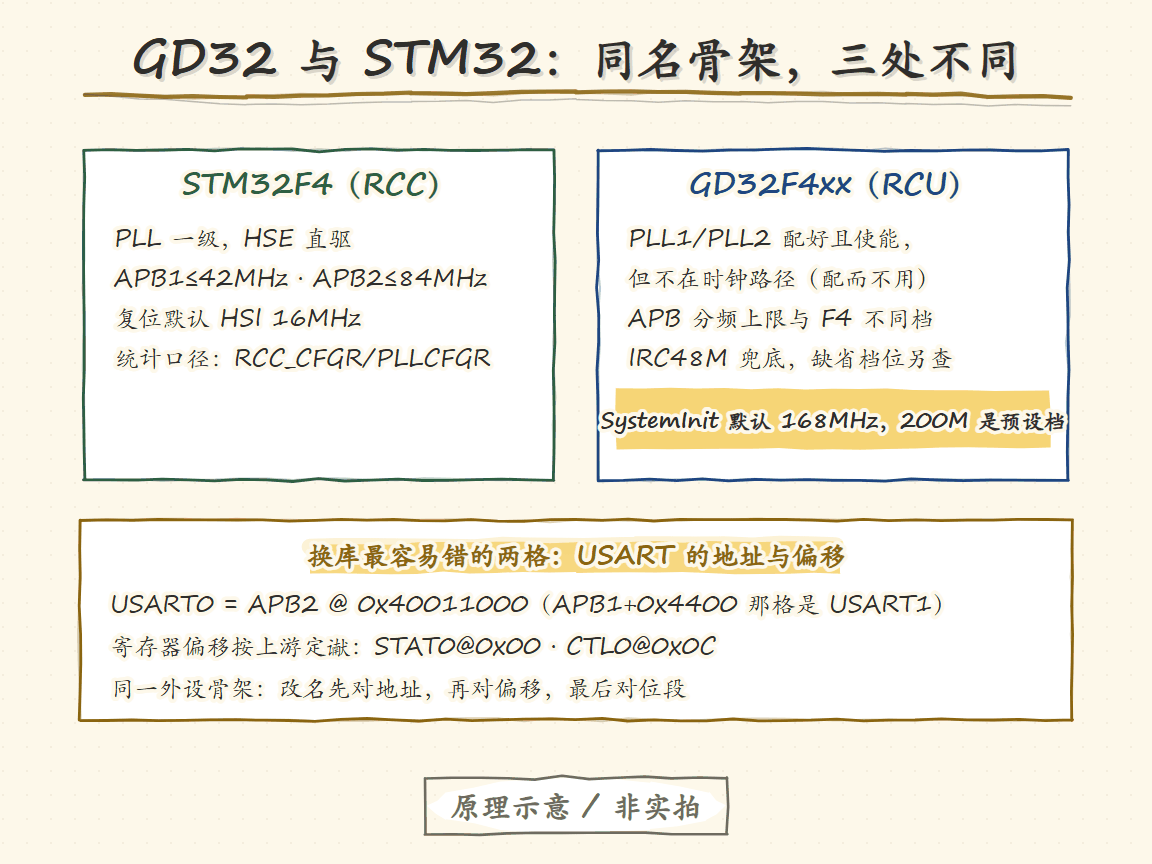 GD32 与 STM32：同名骨架，三处不同
STM32F4（RCC）
PLL 一级，HSE 直驱
APB1≤42MHz · APB2≤84MHz
复位默认 HSI 16MHz
统计口径：RCC_CFGR/PLLCFGR
GD32F4xx（RCU）
PLL1/PLL2 配好且使能，
但不在时钟路径（配而不用）
APB 分频上限与 F4 不同档
IRC48M 兜底，缺省档位另查
SystemInit 默认 168MHz，200M 是预设档
换库最容易错的两格：USART 的地址与偏移
USART0 = APB2 @ 0x40011000（APB1+0x4400 那格是 USART1）
寄存器偏移按上游定谳：STAT0@0x00 · CTL0@0x0C
同一外设骨架：改名先对地址，再对偏移，最后对位段
原理示意 / 非实拍